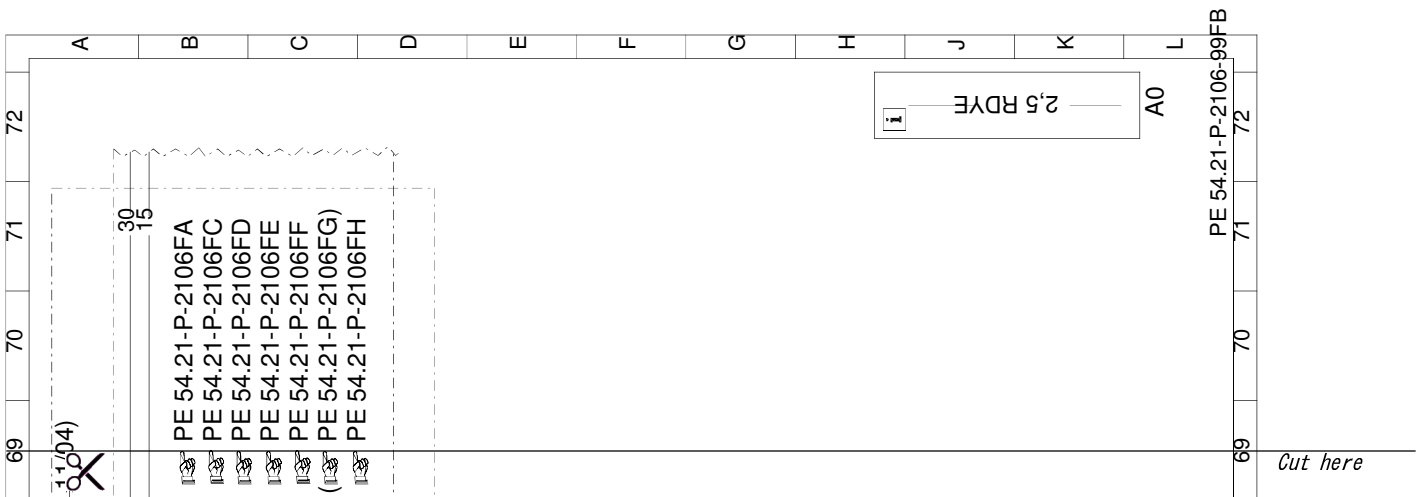 A B C D E F G H J K L
PE 54.21-P-2106-99FB
72
72
2,5 RDYE
A0
i
71
71
30
15
PE 54.21-P-2106FA
PE 54.21-P-2106FC
PE 54.21-P-2106FD
PE 54.21-P-2106FE
PE 54.21-P-2106FF
(PE 54.21-P-2106FG)
PE 54.21-P-2106FH
70
70
69
69
/04)
Cut here